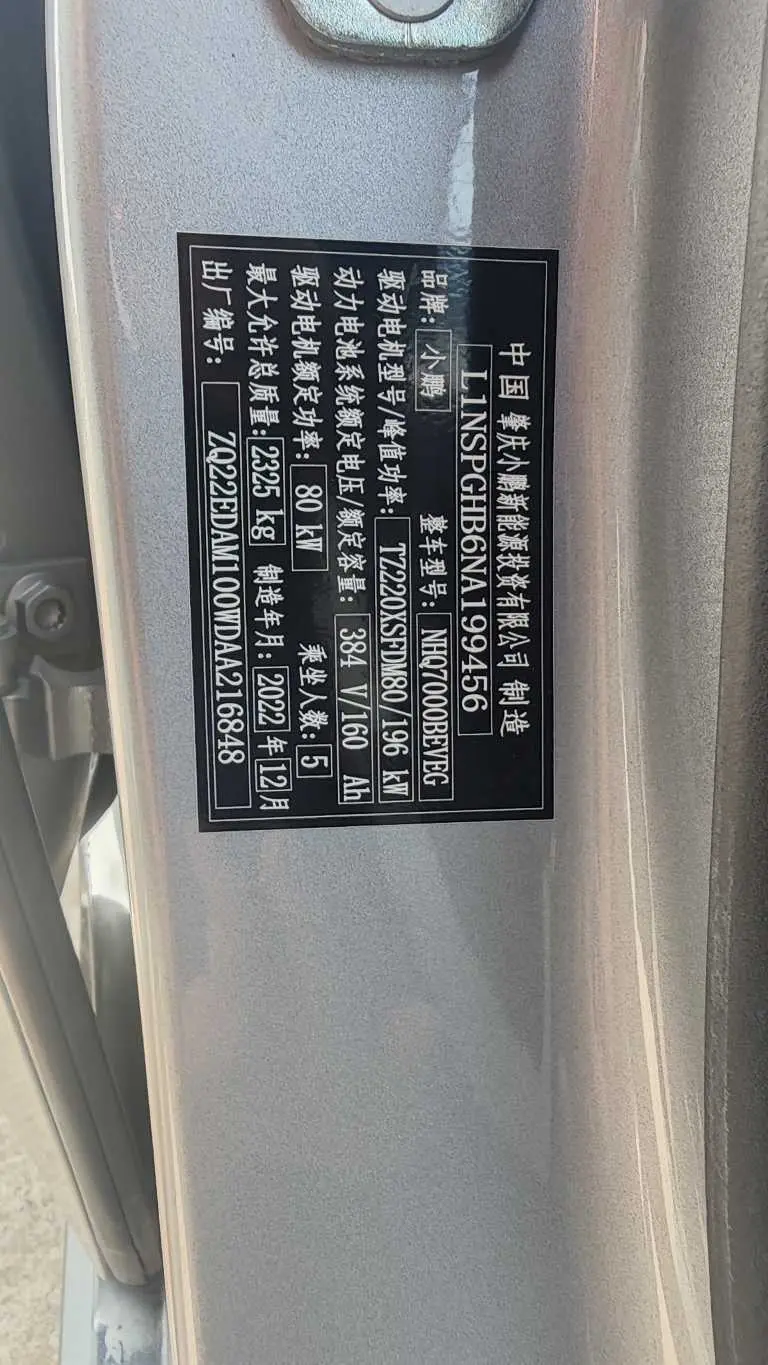 中国 肇庆小鹏新能源投资有限公司 制造
L1NSPGHB6NA199456
品牌: 小鹏 整车型号: NHQ7000BEVEG
驱动电机型号/峰值功率: TZ220XSFDM80/196 kW
动力电池系统额定电压/额定容量: 384 V/160 Ah
驱动电机额定功率: 80 kW 乘坐人数: 5
最大允许总质量: 2325 kg 制造年月: 2022 年 12 月
出厂编号: ZQ22EDAM100WDAA216848